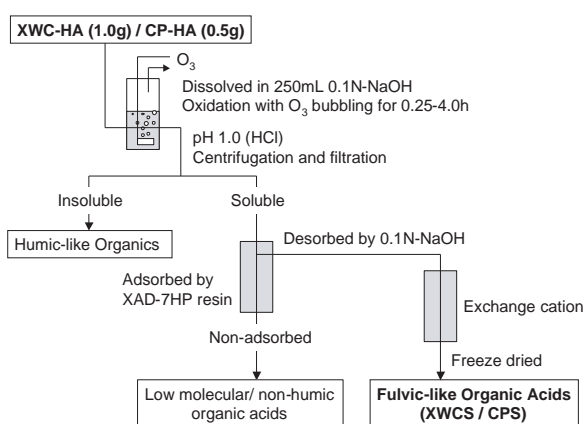 XWC-HA (1.0g) / CP-HA (0.5g)
O3
Dissolved in 250mL 0.1N-NaOH
Oxidation with O3 bubbling for 0.25-4.0h
pH 1.0 (HCl)
Centrifugation and filtration
Insoluble
Soluble
Humic-like Organics
Desorbed by 0.1N-NaOH
Adsorbed by
XAD-7HP resin
Exchange cation
Non-adsorbed
Freeze dried
Low molecular/ non-humic
organic acids
Fulvic-like Organic Acids
(XWCS / CPS)